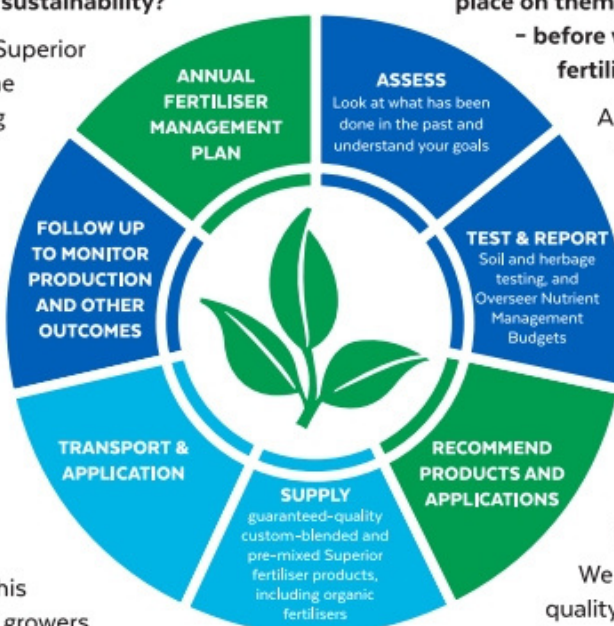 sustainability?
place on them
Superior
– before
ne
fertili
g
ANNUAL
FERTILISER
MANAGEMENT
PLAN
ASSESS
Look at what has been
done in the past and
understand your goals
TEST & REPORT
Soil and herbage
testing, and
Overseer Nutrient
Management
Budgets
RECOMMEND
PRODUCTS AND
APPLICATIONS
SUPPLY
guaranteed-quality
custom-blended and
pre-mixed Superior
fertiliser products,
including organic
fertilisers
TRANSPORT &
APPLICATION
FOLLOW UP
TO MONITOR
PRODUCTION
AND OTHER
OUTCOMES
his
growers
We
quality